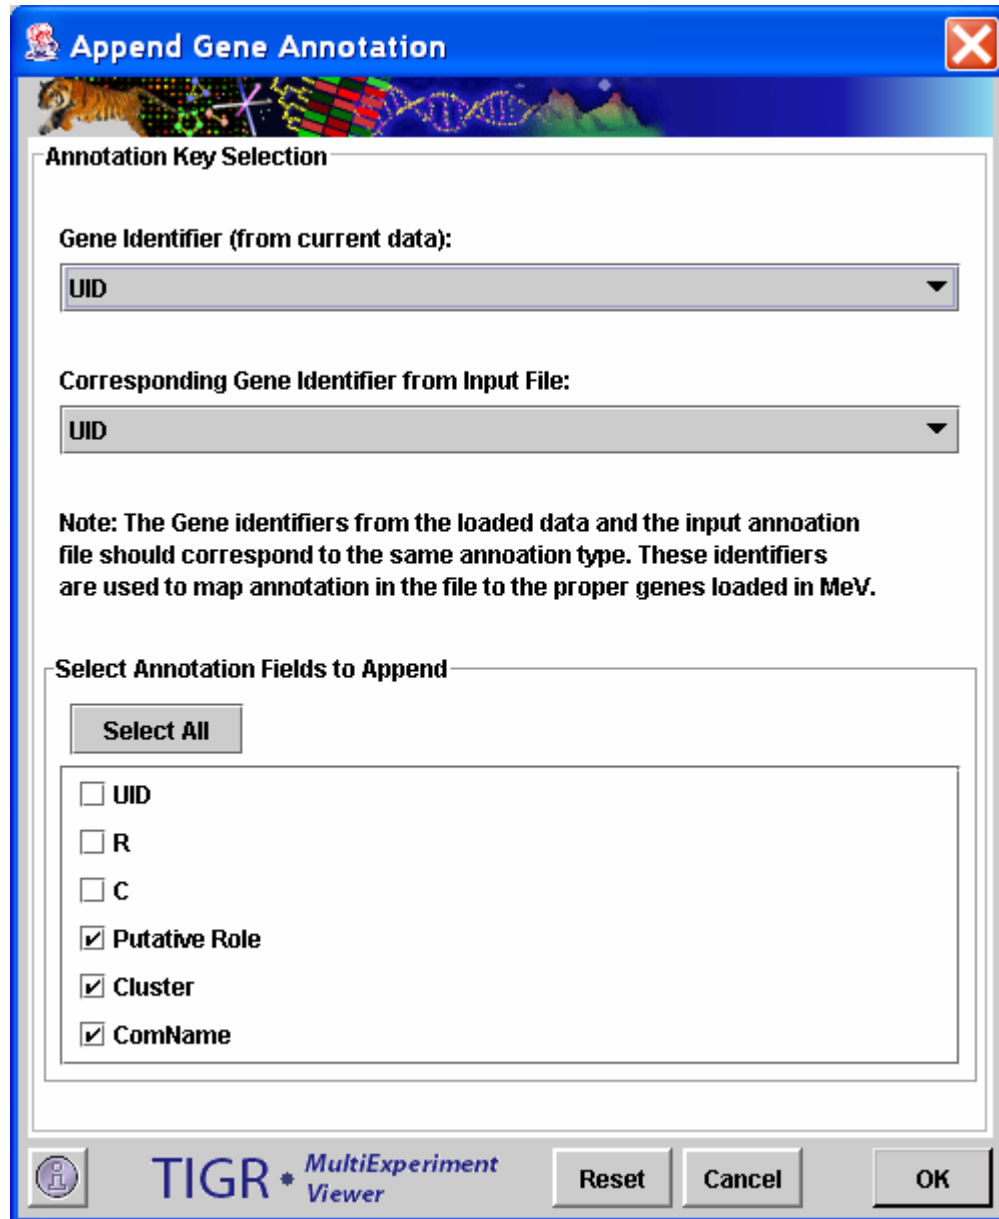 Append Gene Annotation
Annotation Key Selection
Gene Identifier (from current data):
UID
Corresponding Gene Identifier from Input File:
UID
Note: The Gene identifiers from the loaded data and the input annoation
file should correspond to the same annoation type. These identifiers
are used to map annotation in the file to the proper genes loaded in MeV.
Select Annotation Fields to Append
Select All
UID
R
C
Putative Role
Cluster
ComName
TIGR • MultiExperiment
Viewer
Reset Cancel OK